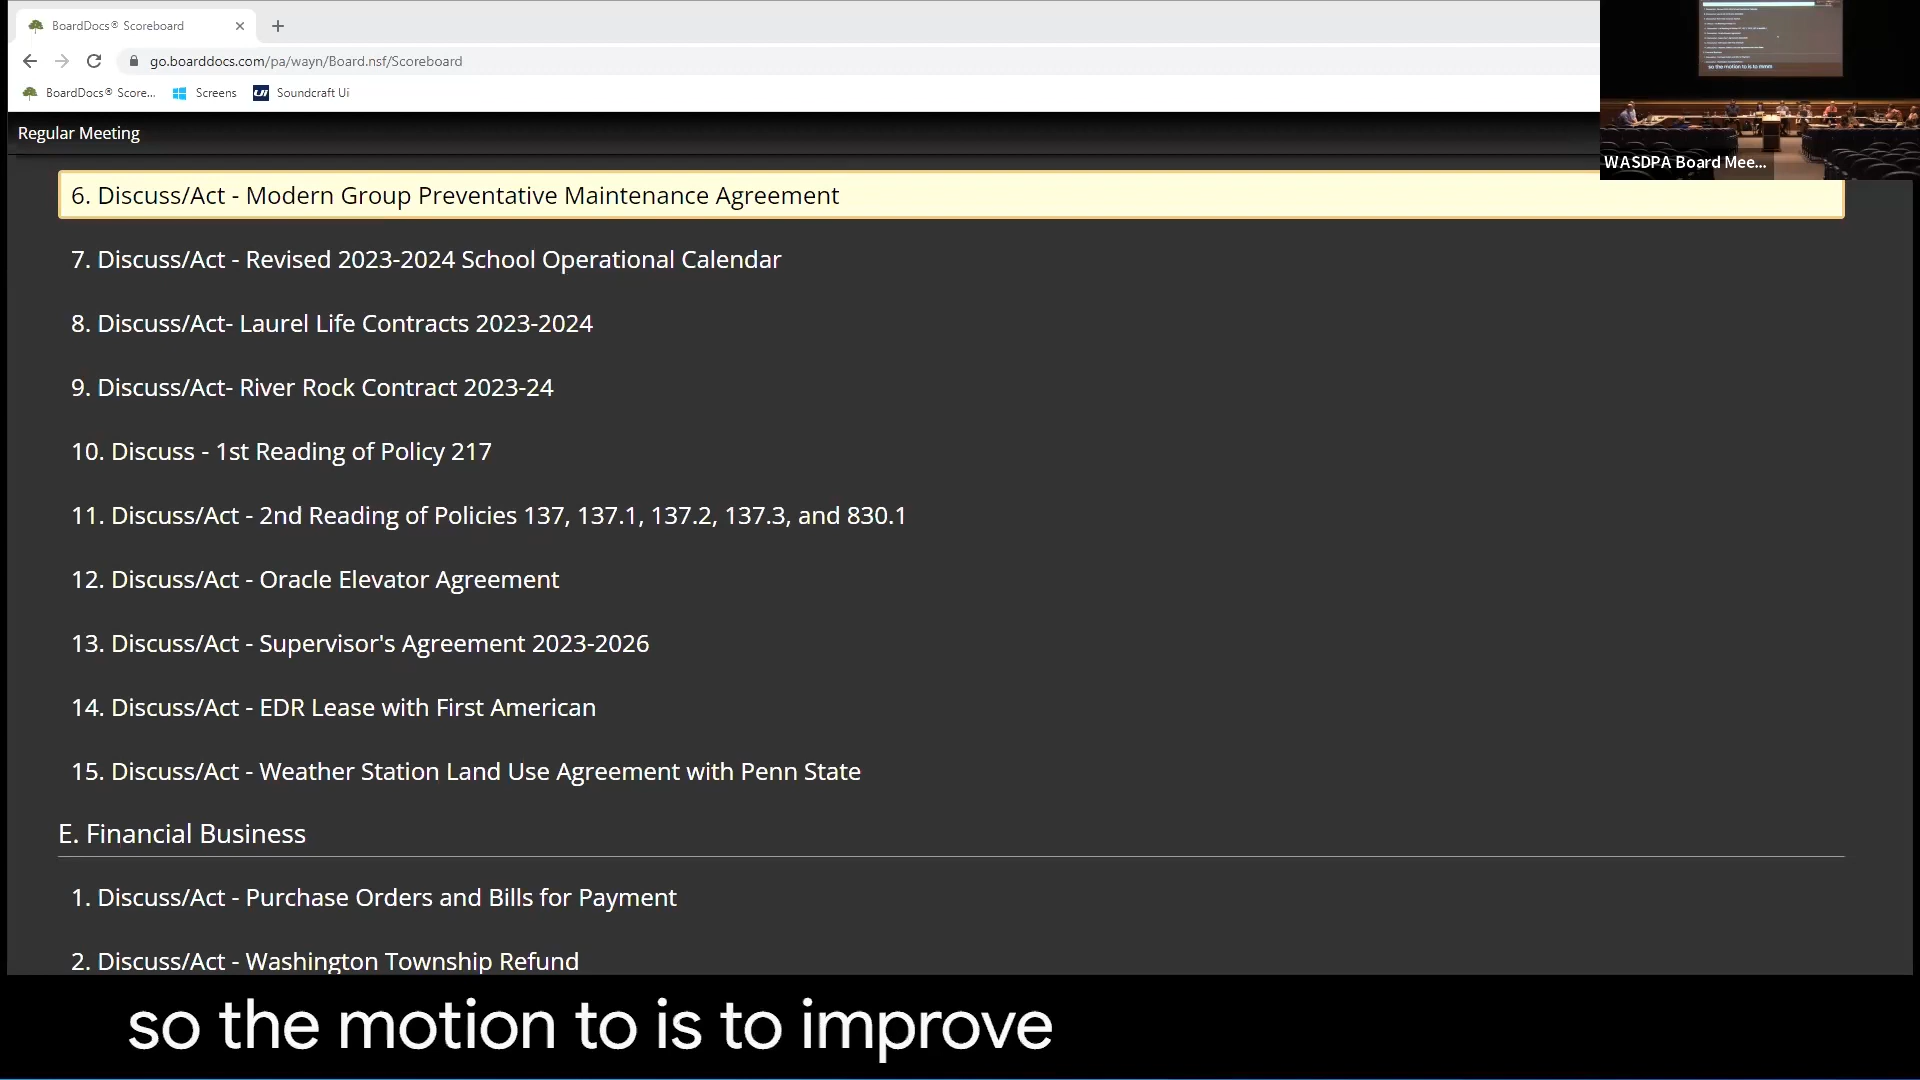 BoardDocs® Scoreboard
go.boarddocs.com/pa/wayn/Board.nsf/Scoreboard
BoardDocs® Score... Screens Soundcraft Ui
Regular Meeting
WASDPA Board Mee...
6. Discuss/Act - Modern Group Preventative Maintenance Agreement
7. Discuss/Act - Revised 2023-2024 School Operational Calendar
8. Discuss/Act- Laurel Life Contracts 2023-2024
9. Discuss/Act- River Rock Contract 2023-24
10. Discuss - 1st Reading of Policy 217
11. Discuss/Act - 2nd Reading of Policies 137, 137.1, 137.2, 137.3, and 830.1
12. Discuss/Act - Oracle Elevator Agreement
13. Discuss/Act - Supervisor's Agreement 2023-2026
14. Discuss/Act - EDR Lease with First American
15. Discuss/Act - Weather Station Land Use Agreement with Penn State
E. Financial Business
1. Discuss/Act - Purchase Orders and Bills for Payment
2. Discuss/Act - Washington Township Refund
so the motion to is to improve